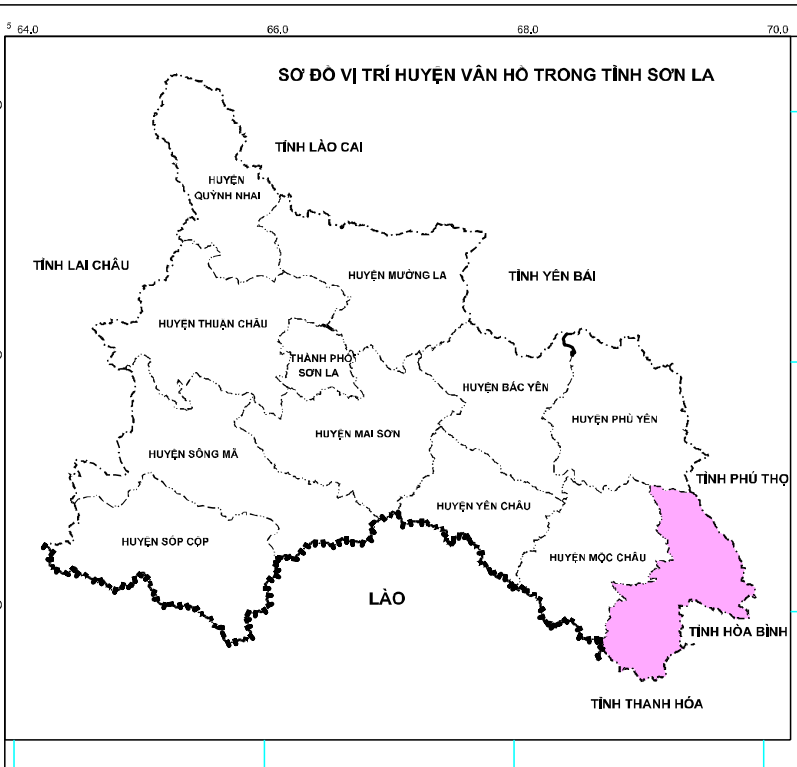 5 64.0 66.0 68.0 70.0
SƠ ĐỒ VỊ TRÍ HUYỆN VÂN HỒ TRONG TỈNH SƠN LA
TỈNH LÀO CAI
HUYỆN
QUỲNH NHAI
TỈNH LAI CHÂU
HUYỆN MƯỜNG LA
TỈNH YÊN BÁI
HUYỆN THUẬN CHÂU
THÀNH PHỐ
SƠN LA
HUYỆN BẮC YÊN
HUYỆN PHÙ YÊN
HUYỆN MAI SƠN
HUYỆN SÔNG MÃ
TỈNH PHÚ THỌ
HUYỆN YÊN CHÂU
HUYỆN SỐP CỘP
HUYỆN MỘC CHÂU
LÀO
TỈNH HÒA BÌNH
TỈNH THANH HÓA